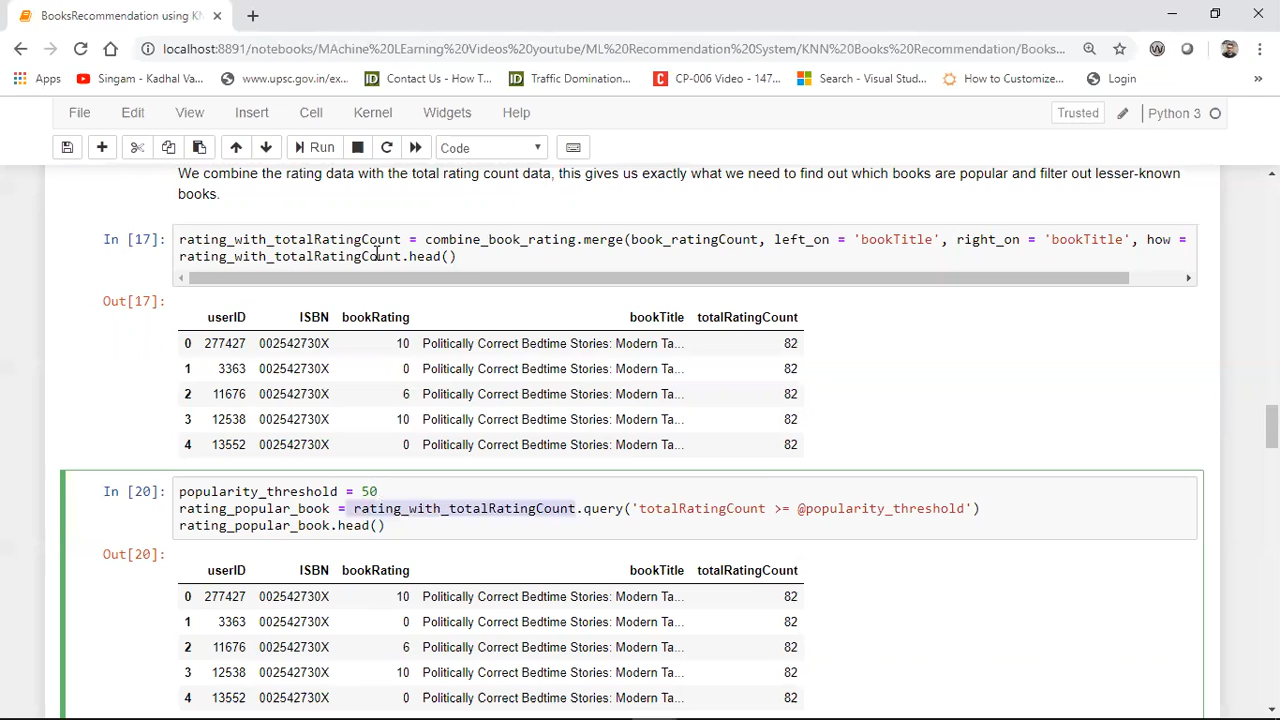 BooksRecommendation using KN
localhost:8891/notebooks/MAchine%20LEarning%20Videos%20youtube/ML%20Recommendation%20System/KNN%20Books%20Recommendation/Books...
Apps Singam - Kadhal Va... www.upsc.gov.in/ex... Contact Us - How T... Traffic Domination... CP-006 Video - 147... Search - Visual Stud... How to Customize... Login »
File Edit View Insert Cell Kernel Widgets Help Trusted Python 3
Run Code
We combine the rating data with the total rating count data, this gives us exactly what we need to find out which books are popular and filter out lesser-known
books.
In [17]: rating_with_totalRatingCount = combine_book_rating.merge(book_ratingCount, left_on = 'bookTitle', right_on = 'bookTitle', how =
rating_with_totalRatingCount.head()
Out[17]:
userID ISBN bookRating bookTitle totalRatingCount
0 277427 002542730X 10 Politically Correct Bedtime Stories: Modern Ta... 82
1 3363 002542730X 0 Politically Correct Bedtime Stories: Modern Ta... 82
2 11676 002542730X 6 Politically Correct Bedtime Stories: Modern Ta... 82
3 12538 002542730X 10 Politically Correct Bedtime Stories: Modern Ta... 82
4 13552 002542730X 0 Politically Correct Bedtime Stories: Modern Ta... 82
In [20]: popularity_threshold = 50
rating_popular_book = rating_with_totalRatingCount.query('totalRatingCount >= @popularity_threshold')
rating_popular_book.head()
Out[20]:
userID ISBN bookRating bookTitle totalRatingCount
0 277427 002542730X 10 Politically Correct Bedtime Stories: Modern Ta... 82
1 3363 002542730X 0 Politically Correct Bedtime Stories: Modern Ta... 82
2 11676 002542730X 6 Politically Correct Bedtime Stories: Modern Ta... 82
3 12538 002542730X 10 Politically Correct Bedtime Stories: Modern Ta... 82
4 13552 002542730X 0 Politically Correct Bedtime Stories: Modern Ta... 82